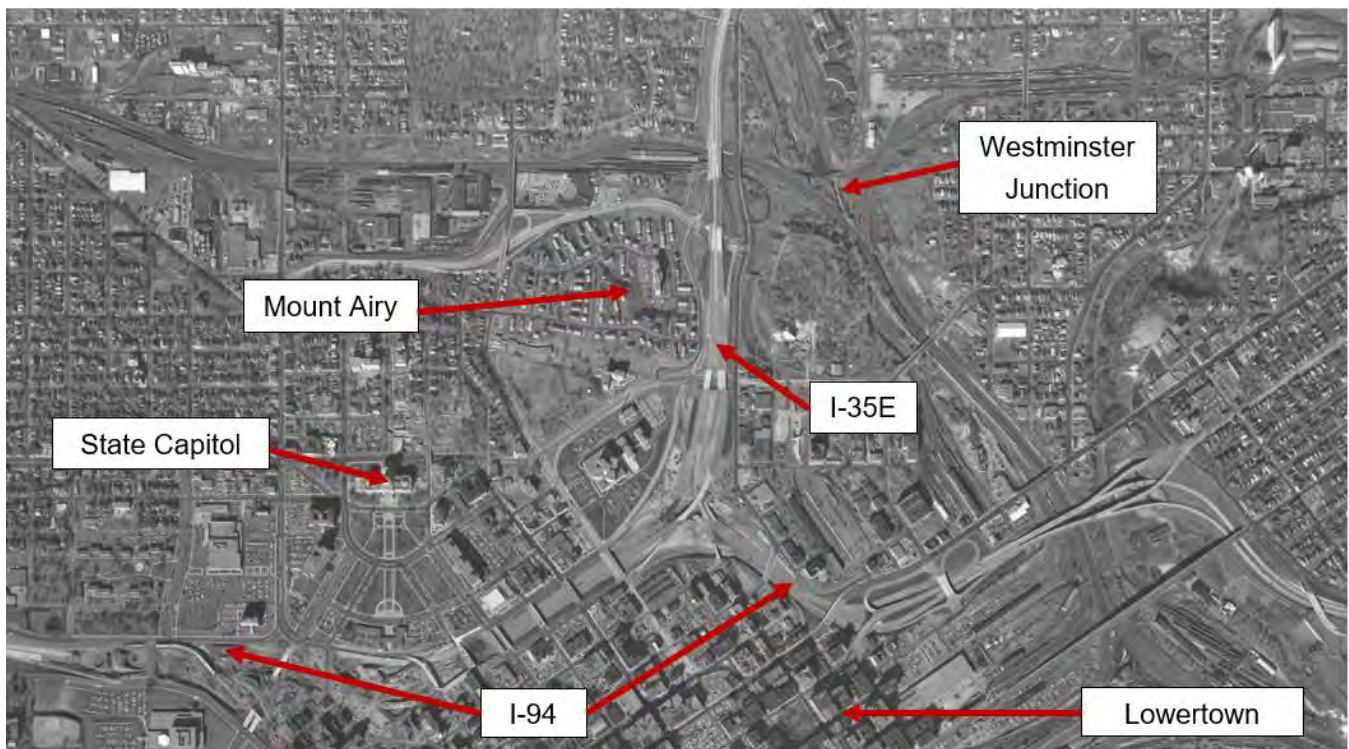 Westminster
Junction
Mount Airy
I-35E
State Capitol
I-94
Lowertown